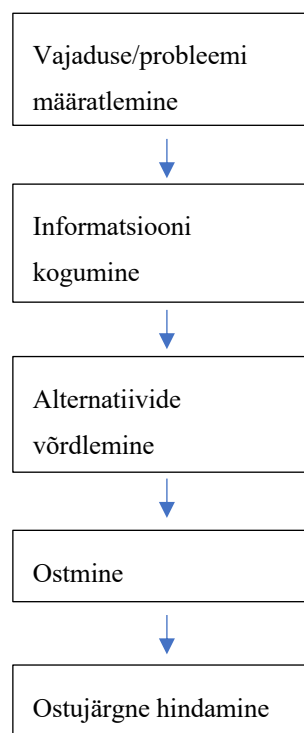 Vajaduse/probleemi
määratlemine
Informatsiooni
kogumine
Alternatiivide
võrdlemine
Ostmine
Ostujärgne hindamine